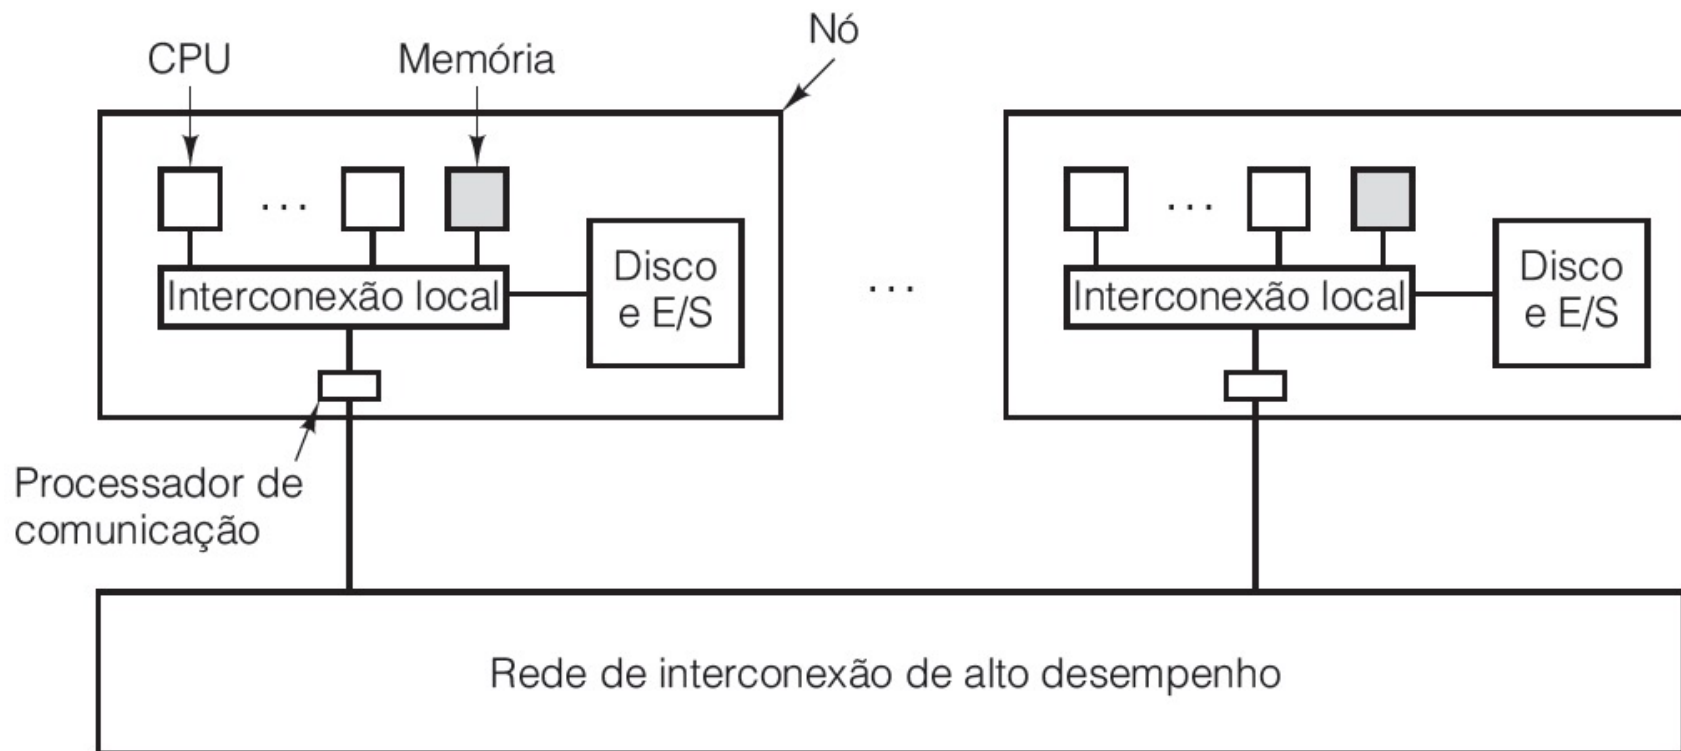 Nó
CPU
Memória
...
...
Interconexão local
Disco
e E/S
...
Interconexão local
Disco
e E/S
Processador de
comunicação
Rede de interconexão de alto desempenho